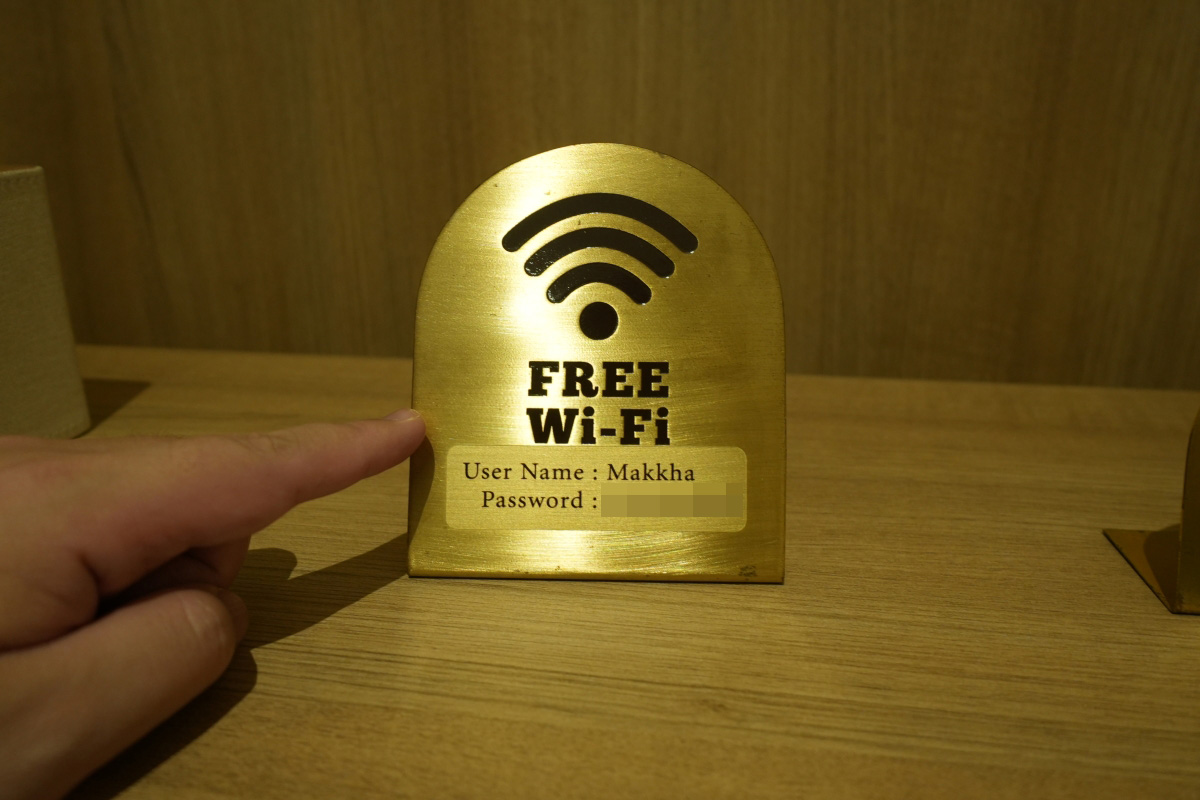 FREE
Wi-Fi
User Name : Makkha
Password :